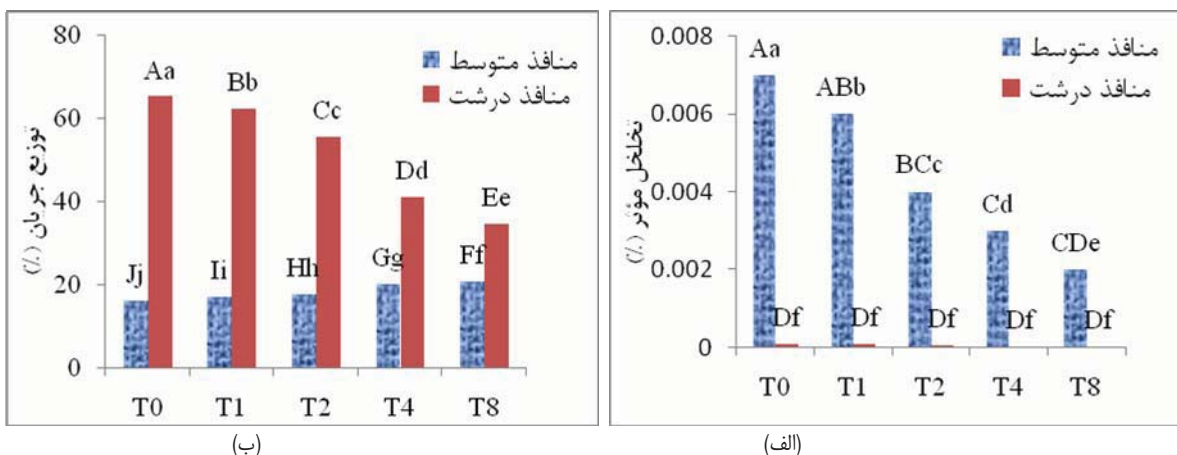 80
60
40
20
0
توزیع جریان (٪)
منافذ متوسط
منافذ درشت
Aa
Bb
Cc
Dd
Ee
Jj
Ii
Hh
Gg
Ff
T0 T1 T2 T4 T8
(ب)
0.008
0.006
0.004
0.002
0
تخلخل مؤثر (٪)
منافذ متوسط
منافذ درشت
Aa
ABb
BCc
Cd
CDe
Df Df Df Df Df
T0 T1 T2 T4 T8
(الف)